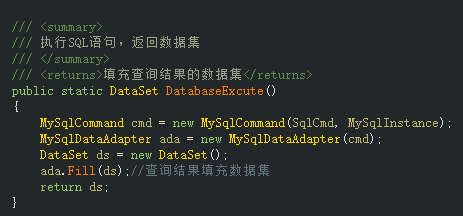 /// <summary>
/// 执行SQL语句，返回数据集
/// </summary>
/// <returns>填充查询结果的数据集</returns>
public static DataSet DatabaseExcute()
{
    MySqlCommand cmd = new MySqlCommand(SqlCmd, MySqlInstance);
    MySqlDataAdapter ada = new MySqlDataAdapter(cmd);
    DataSet ds = new DataSet();
    ada.Fill(ds);//查询结果填充数据集
    return ds;
}